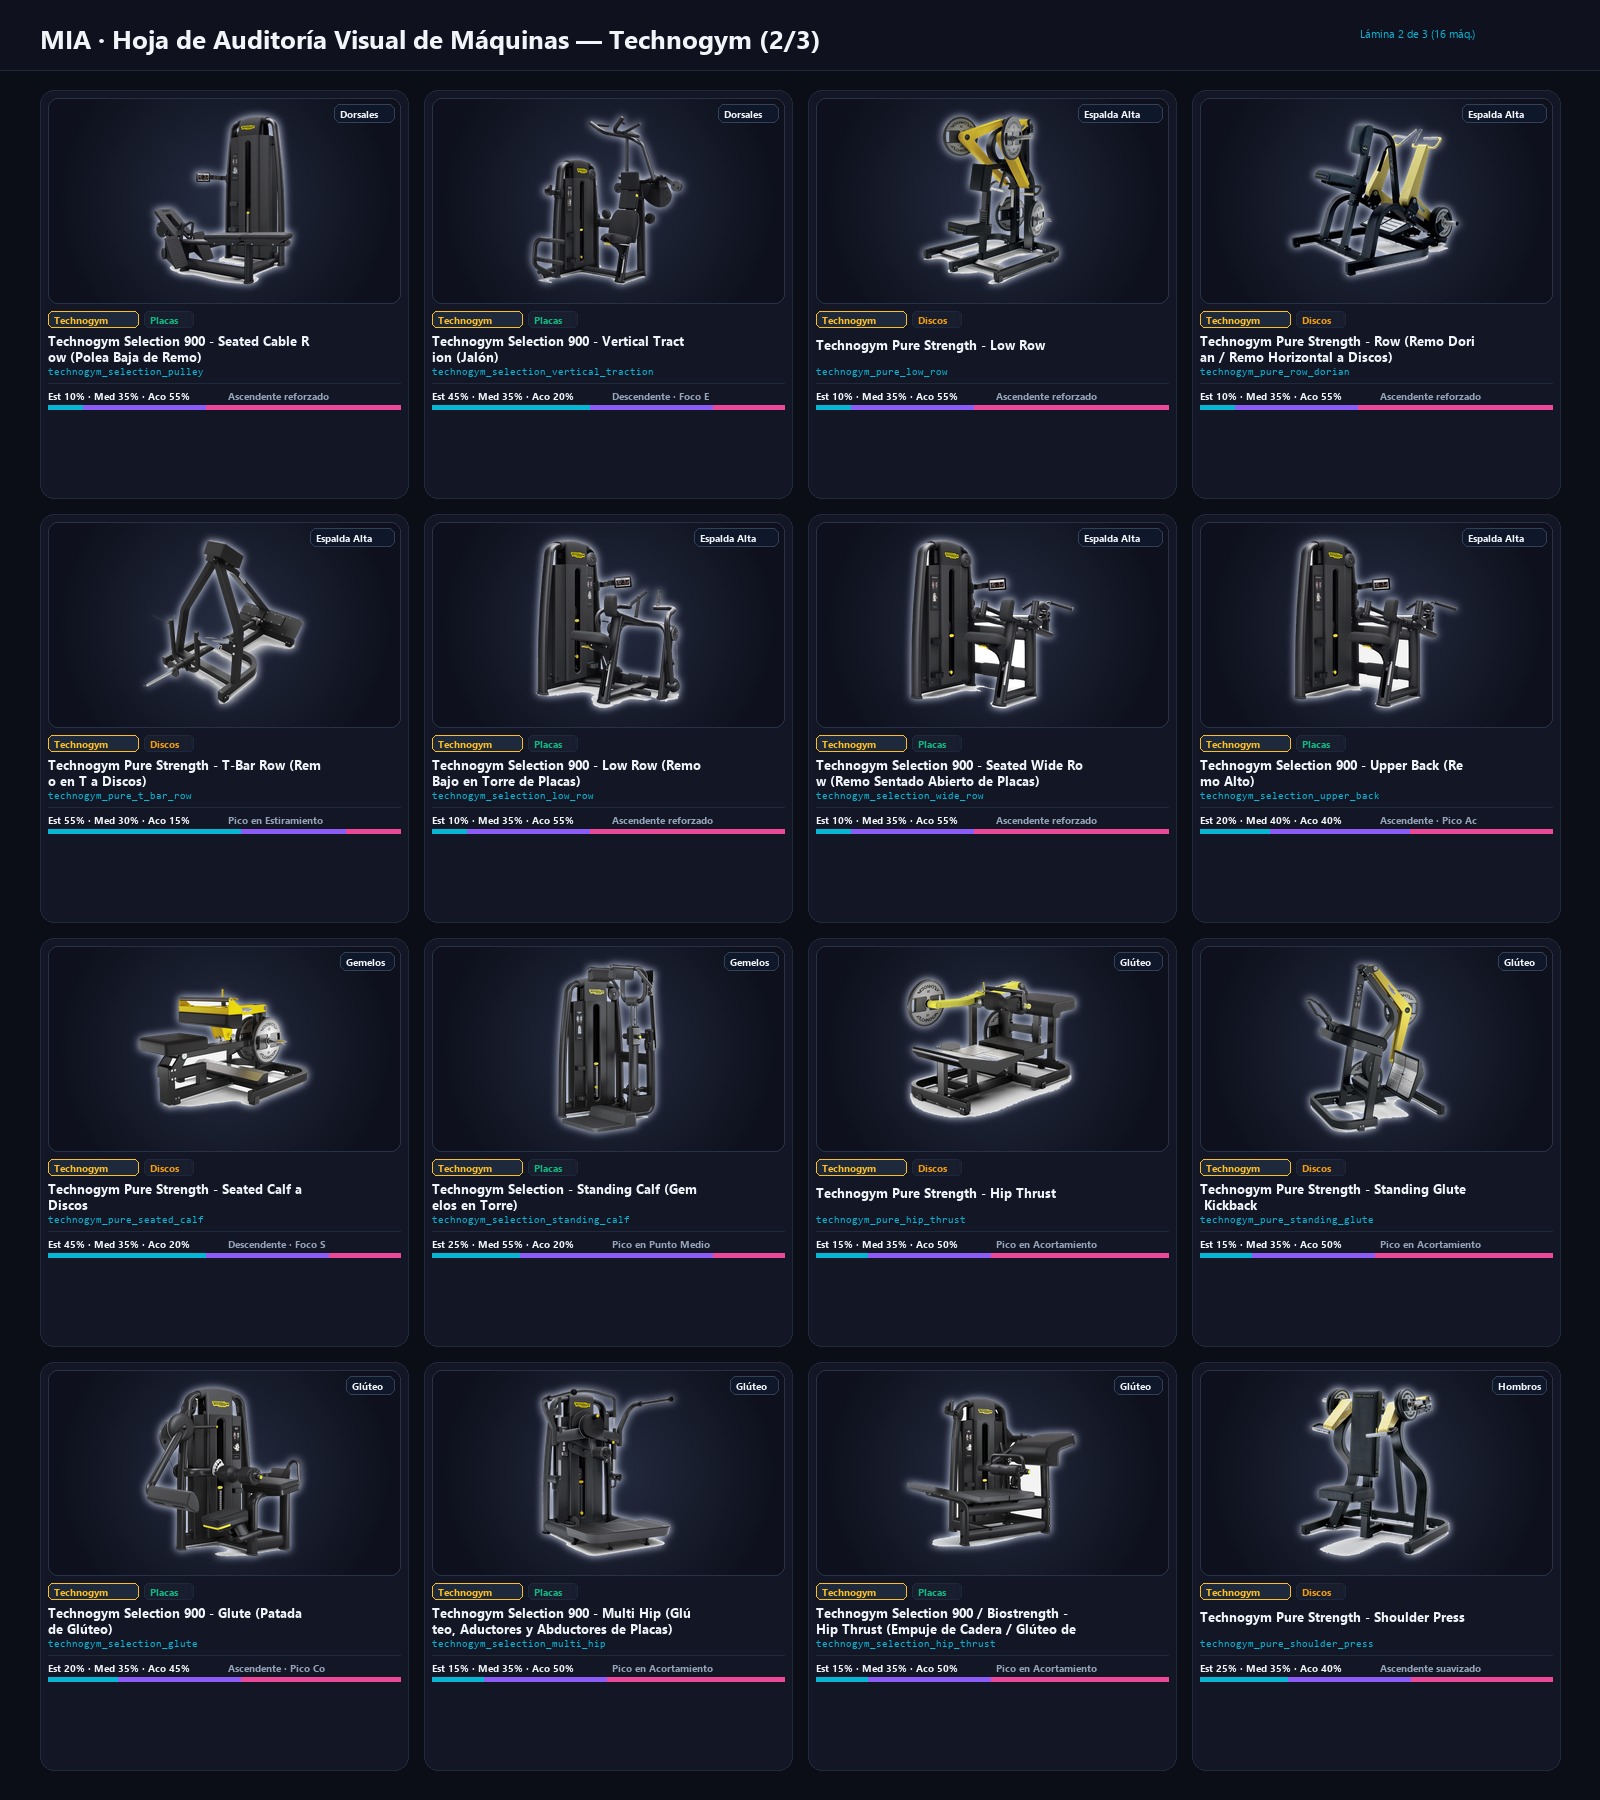 MIA · Hoja de Auditoría Visual de Máquinas — Technogym (2/3)
Lámina 2 de 3 (16 máq.)
Dorsales
Technogym Placas
Technogym Selection 900 - Seated Cable R
ow (Polea Baja de Remo)
technogym_selection_pulley
Est 10% · Med 35% · Aco 55% Ascendente reforzado
Dorsales
Technogym Placas
Technogym Selection 900 - Vertical Tract
ion (Jalón)
technogym_selection_vertical_traction
Est 45% · Med 35% · Aco 20% Descendente · Foco E
Espalda Alta
Technogym Discos
Technogym Pure Strength - Low Row
technogym_pure_low_row
Est 10% · Med 35% · Aco 55% Ascendente reforzado
Espalda Alta
Technogym Discos
Technogym Pure Strength - Row (Remo Dori
an / Remo Horizontal a Discos)
technogym_pure_row_dorian
Est 10% · Med 35% · Aco 55% Ascendente reforzado
Espalda Alta
Technogym Discos
Technogym Pure Strength - T-Bar Row (Rem
o en T a Discos)
technogym_pure_t_bar_row
Est 55% · Med 30% · Aco 15% Pico en Estiramiento
Espalda Alta
Technogym Placas
Technogym Selection 900 - Low Row (Remo
Bajo en Torre de Placas)
technogym_selection_low_row
Est 10% · Med 35% · Aco 55% Ascendente reforzado
Espalda Alta
Technogym Placas
Technogym Selection 900 - Seated Wide Ro
w (Remo Sentado Abierto de Placas)
technogym_selection_wide_row
Est 10% · Med 35% · Aco 55% Ascendente reforzado
Espalda Alta
Technogym Placas
Technogym Selection 900 - Upper Back (Re
mo Alto)
technogym_selection_upper_back
Est 20% · Med 40% · Aco 40% Ascendente · Pico Ac
Gemelos
Technogym Discos
Technogym Pure Strength - Seated Calf a
Discos
technogym_pure_seated_calf
Est 45% · Med 35% · Aco 20% Descendente · Foco S
Gemelos
Technogym Placas
Technogym Selection - Standing Calf (Gem
elos en Torre)
technogym_selection_standing_calf
Est 25% · Med 55% · Aco 20% Pico en Punto Medio
Glúteo
Technogym Discos
Technogym Pure Strength - Hip Thrust
technogym_pure_hip_thrust
Est 15% · Med 35% · Aco 50% Pico en Acortamiento
Glúteo
Technogym Discos
Technogym Pure Strength - Standing Glute
Kickback
technogym_pure_standing_glute
Est 15% · Med 35% · Aco 50% Pico en Acortamiento
Glúteo
Technogym Placas
Technogym Selection 900 - Glute (Patada
de Glúteo)
technogym_selection_glute
Est 20% · Med 35% · Aco 45% Ascendente · Pico Co
Glúteo
Technogym Placas
Technogym Selection 900 - Multi Hip (Glú
teo, Aductores y Abductores de Placas)
technogym_selection_multi_hip
Est 15% · Med 35% · Aco 50% Pico en Acortamiento
Glúteo
Technogym Placas
Technogym Selection 900 / Biostrength -
Hip Thrust (Empuje de Cadera / Glúteo de
technogym_selection_hip_thrust
Est 15% · Med 35% · Aco 50% Pico en Acortamiento
Hombros
Technogym Discos
Technogym Pure Strength - Shoulder Press
technogym_pure_shoulder_press
Est 25% · Med 35% · Aco 40% Ascendente suavizado